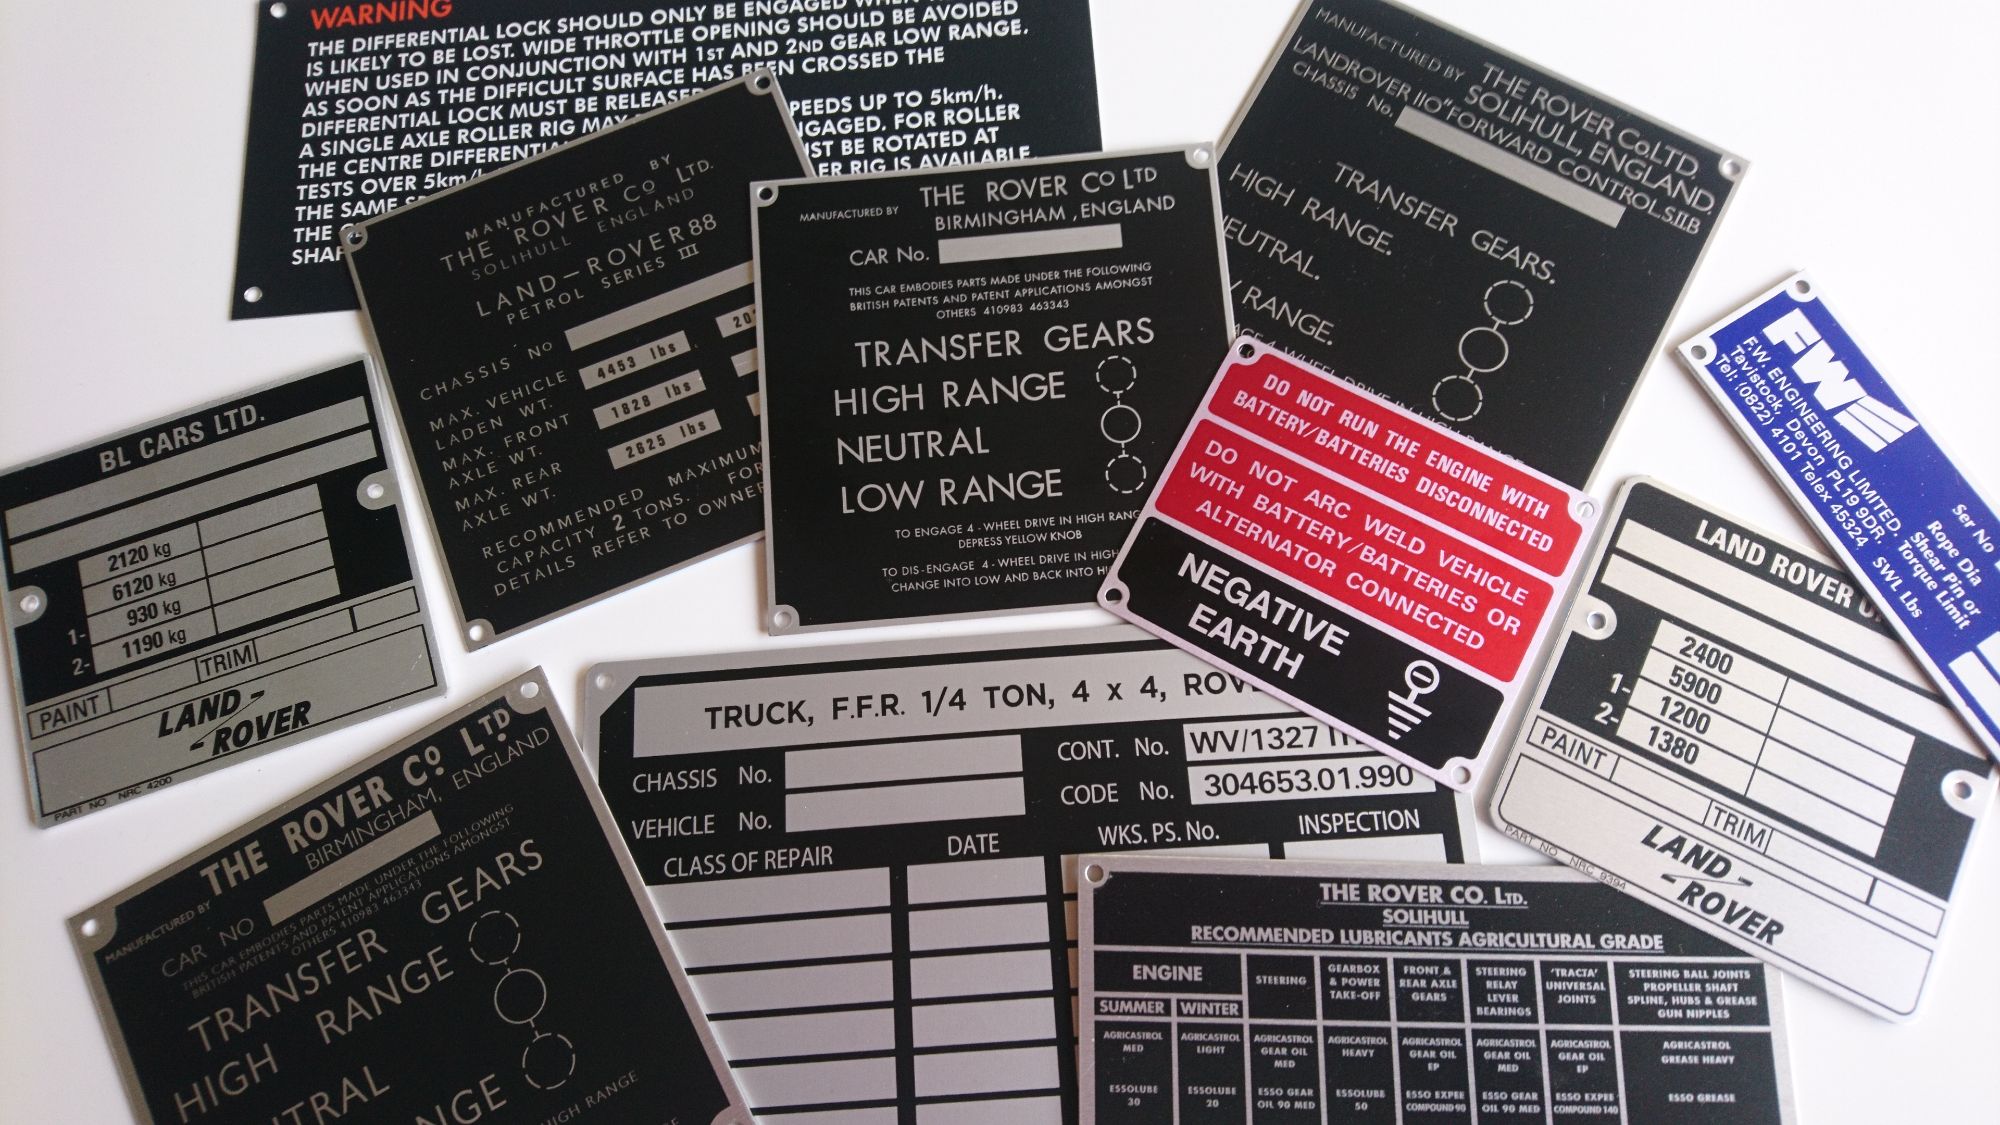 WARNING
THE DIFFERENTIAL LOCK SHOULD ONLY BE ENGAGED WHEN
IS LIKELY TO BE LOST. WIDE THROTTLE OPENING SHOULD BE AVOIDED
WHEN USED IN CONJUNCTION WITH 1ST AND 2ND GEAR LOW RANGE.
AS SOON AS THE DIFFICULT SURFACE HAS BEEN CROSSED THE
DIFFERENTIAL LOCK MUST BE RELEASED SPEEDS UP TO 5km/h.
A SINGLE AXLE ROLLER RIG MAY ENGAGED. FOR ROLLER
THE CENTRE DIFFERENTIAL MUST BE ROTATED AT
TESTS OVER 5km/h ROLLER RIG IS AVAILABLE.
THE SAME
THE
MANUFACTURED BY
THE ROVER CO LTD.
SOLIHULL ENGLAND
LAND-ROVER 88
PETROL SERIES III
CHASSIS NO
MAX. VEHICLE
LADEN WT. 4453 lbs
MAX. FRONT
AXLE WT. 1828 lbs
MAX. REAR
AXLE WT. 2625 lbs
RECOMMENDED MAXIMUM
CAPACITY 2 TONS. FOR
DETAILS REFER TO
MANUFACTURED BY THE ROVER CO LTD
BIRMINGHAM, ENGLAND
CAR No.
THIS CAR EMBODIES PARTS MADE UNDER THE FOLLOWING
BRITISH PATENTS AND PATENT APPLICATIONS AMONGST
OTHERS 410983 463343
TRANSFER GEARS
HIGH RANGE
NEUTRAL
LOW RANGE
TO ENGAGE 4-WHEEL DRIVE IN HIGH RANGE
DEPRESS YELLOW KNOB
TO DIS-ENGAGE 4-WHEEL DRIVE IN HIGH
CHANGE INTO LOW AND BACK INTO
MANUFACTURED BY THE ROVER Co LTD.
SOLIHULL, ENGLAND
LANDROVER 110" FORWARD CONTROL S.IIB
CHASSIS No.
TRANSFER GEARS.
HIGH RANGE.
NEUTRAL.
RANGE.
FW
F.W. ENGINEERING LIMITED.
Tavistock, Devon PL19 9DR.
Tel: (0822) 4101 Telex 45324
Ser No
Rope Dia
Shear Pin or
Torque Limit
SWL Lbs
BL CARS LTD.
2120 kg
6120 kg
1- 930 kg
2- 1190 kg
PAINT TRIM
LAND-
-ROVER
PART NO. NRC 4200
DO NOT RUN THE ENGINE WITH
BATTERY/BATTERIES DISCONNECTED
DO NOT ARC WELD VEHICLE
WITH BATTERY/BATTERIES OR
ALTERNATOR CONNECTED
NEGATIVE
EARTH
LAND ROVER
2400
5900
1- 1200
2- 1380
PAINT TRIM
LAND-
-ROVER
PART NO. NRC 9394
MANUFACTURED BY THE ROVER CO LTD
BIRMINGHAM, ENGLAND
CAR NO
THIS CAR EMBODIES PARTS MADE UNDER THE FOLLOWING
BRITISH PATENTS AND PATENT APPLICATIONS AMONGST
OTHERS 410983 463343
TRANSFER GEARS
HIGH RANGE
HIGH RANGE
TRUCK, F.F.R. 1/4 TON, 4 x 4,
CHASSIS No. CONT. No. WV/1327
VEHICLE No. CODE No. 304653.01.990
CLASS OF REPAIR DATE WKS. PS. No. INSPECTION
THE ROVER CO. LTD.
SOLIHULL
RECOMMENDED LUBRICANTS AGRICULTURAL GRADE
ENGINE
SUMMER WINTER
STEERING
GEARBOX
& POWER
TAKE-OFF
FRONT &
REAR AXLE
GEARS
STEERING
RELAY
LEVER
BEARINGS
'TRACTA'
UNIVERSAL
JOINTS
STEERING BALL JOINTS
PROPELLER SHAFT
SPLINE, HUBS & GREASE
GUN NIPPLES
AGRICASTROL
MED
AGRICASTROL
LIGHT
AGRICASTROL
GEAR OIL
MED
AGRICASTROL
HEAVY
AGRICASTROL
GEAR OIL
EP
AGRICASTROL
GEAR OIL
MED
AGRICASTROL
GEAR OIL
EP
AGRICASTROL
GREASE HEAVY
ESSOLUBE
30
ESSOLUBE
20
ESSO GEAR
OIL 90 MED
ESSOLUBE
50
ESSO EXPEE
COMPOUND 90
ESSO GEAR
OIL 90 MED
ESSO EXPEE
COMPOUND 140
ESSO GREASE